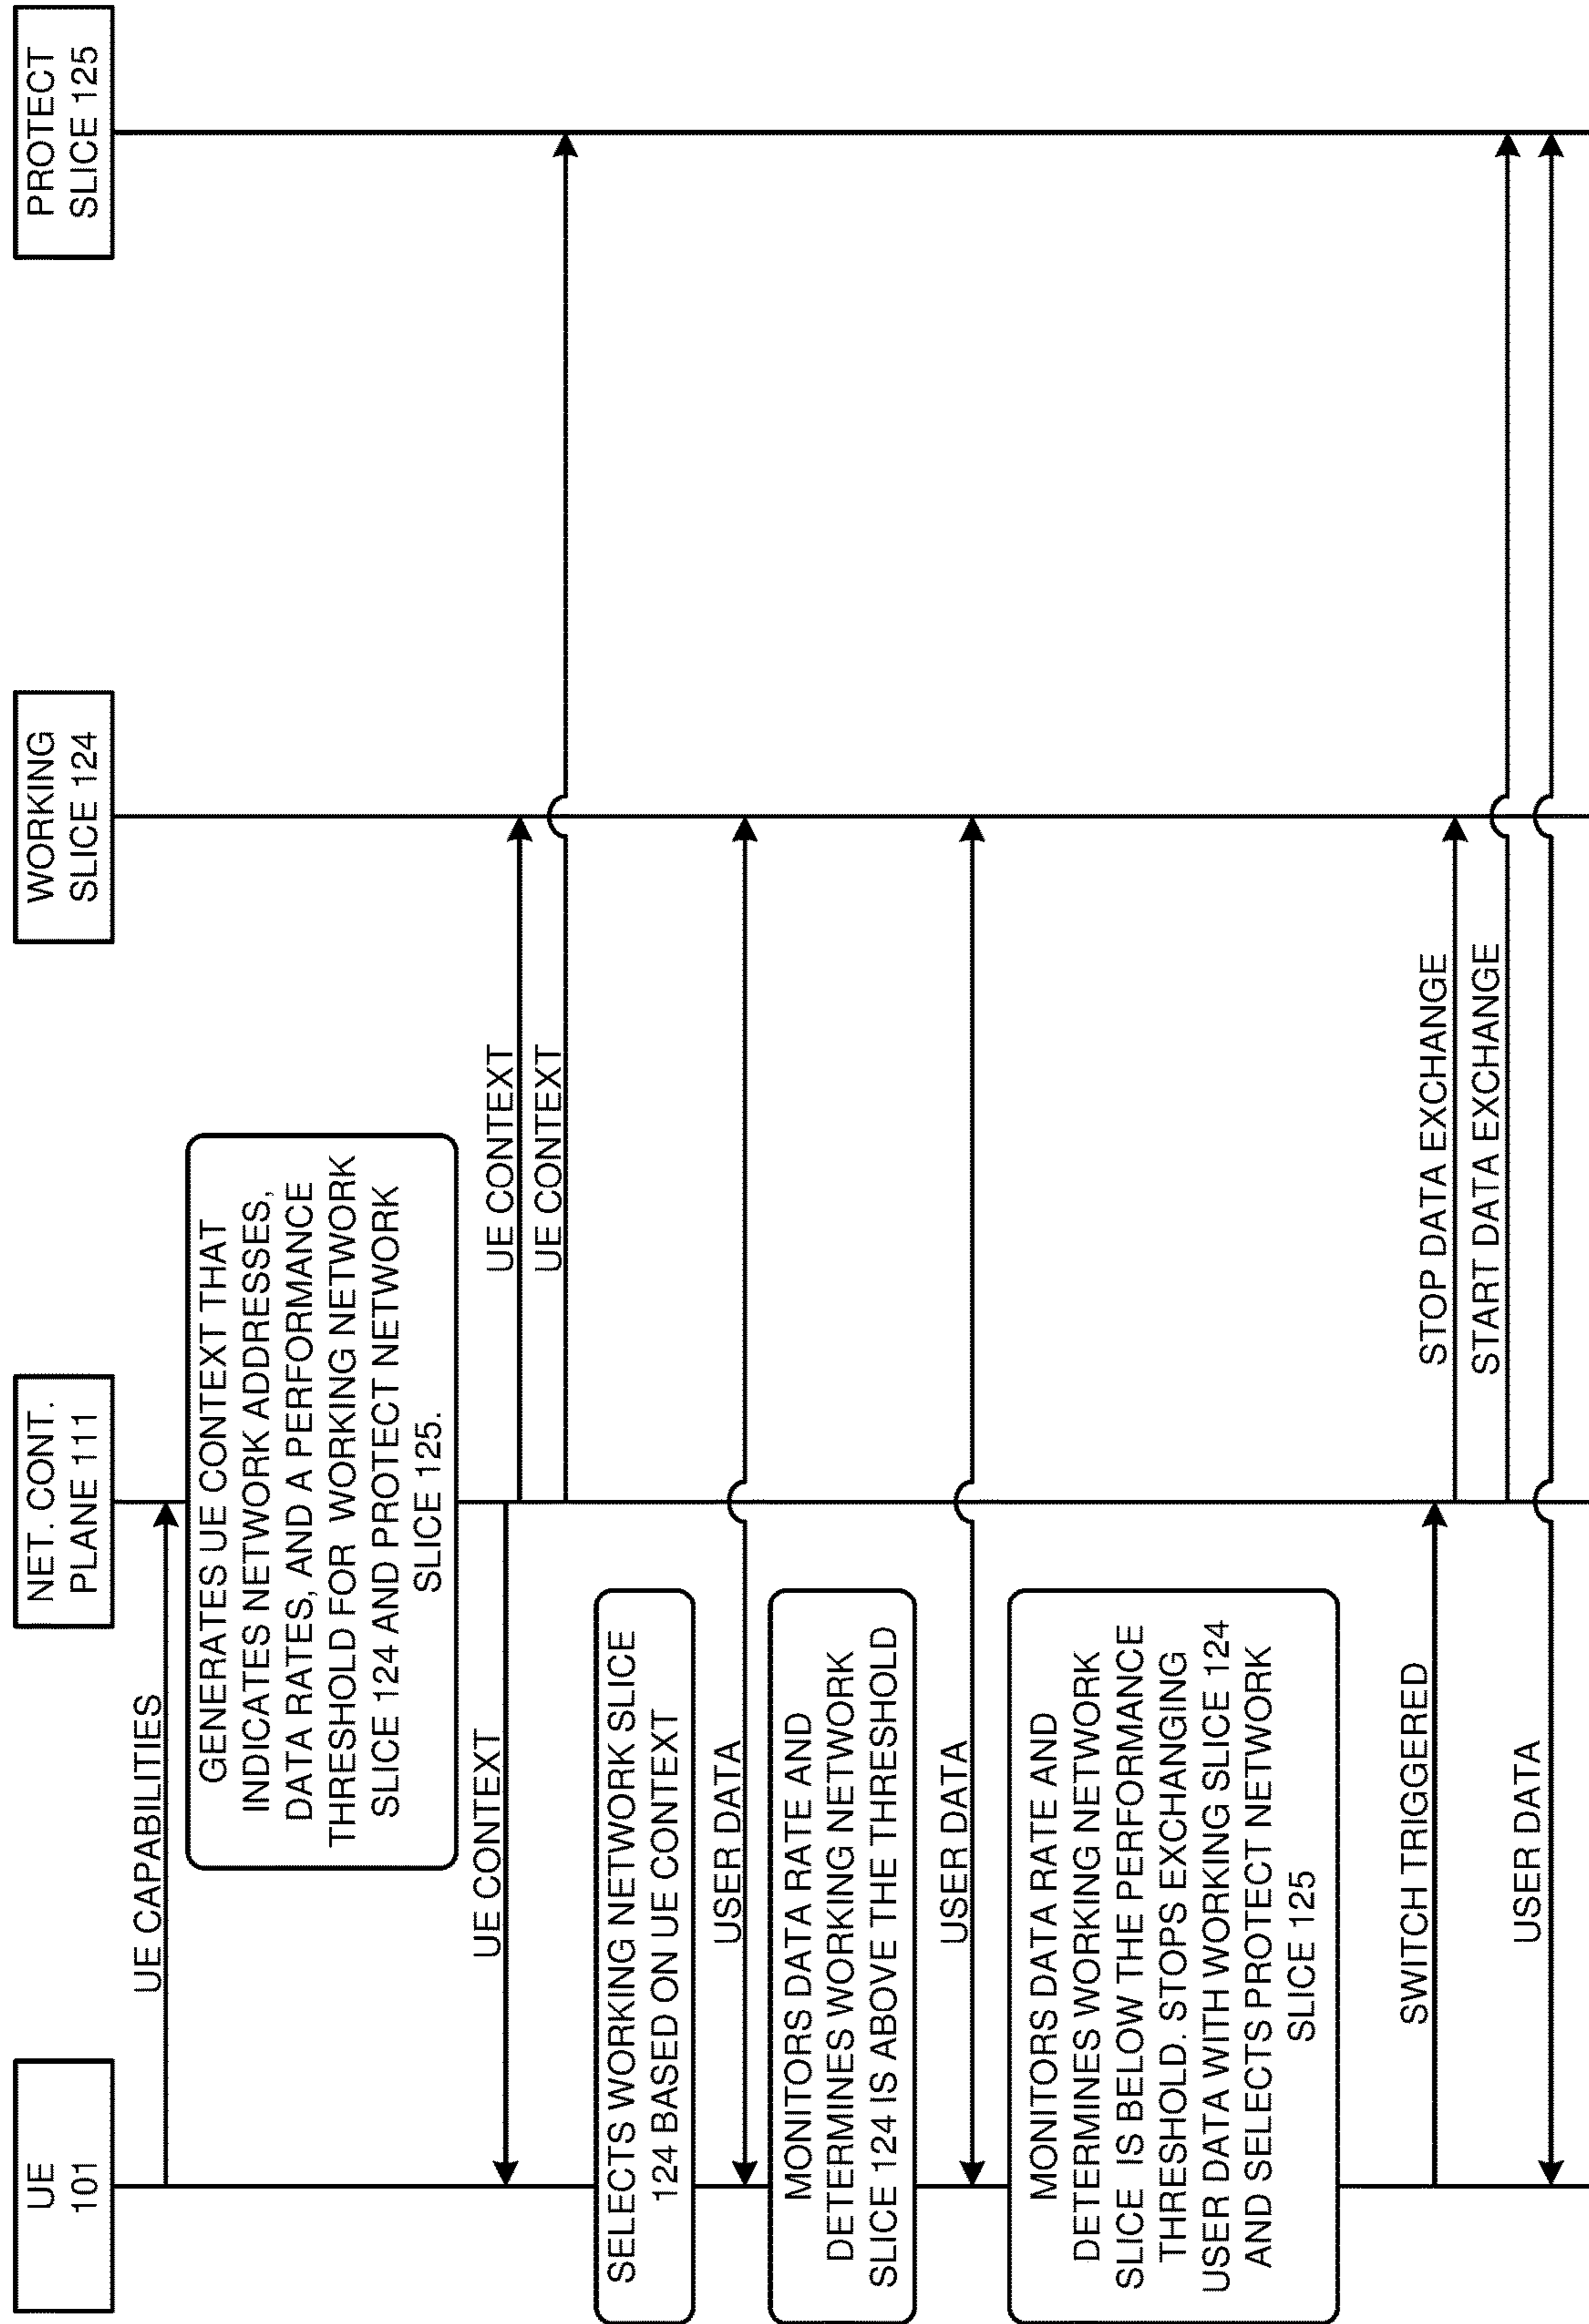 UE
101
NET. CONT.
PLANE 111
WORKING
SLICE 124
PROTECT
SLICE 125
UE CAPABILITIES
GENERATES UE CONTEXT THAT
INDICATES NETWORK ADDRESSES,
DATA RATES, AND A PERFORMANCE
THRESHOLD FOR WORKING NETWORK
SLICE 124 AND PROTECT NETWORK
SLICE 125.
UE CONTEXT
UE CONTEXT
UE CONTEXT
SELECTS WORKING NETWORK SLICE
124 BASED ON UE CONTEXT
USER DATA
MONITORS DATA RATE AND
DETERMINES WORKING NETWORK
SLICE 124 IS ABOVE THE THRESHOLD
USER DATA
MONITORS DATA RATE AND
DETERMINES WORKING NETWORK
SLICE IS BELOW THE PERFORMANCE
THRESHOLD. STOPS EXCHANGING
USER DATA WITH WORKING SLICE 124
AND SELECTS PROTECT NETWORK
SLICE 125
SWITCH TRIGGERED
STOP DATA EXCHANGE
START DATA EXCHANGE
USER DATA